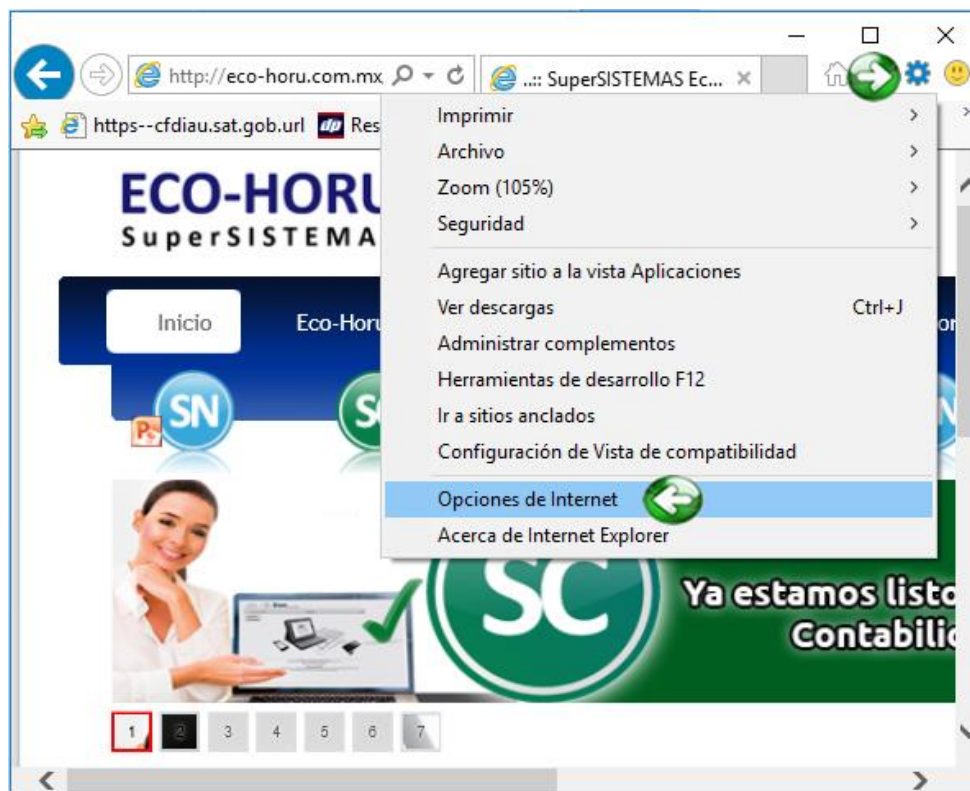 http://eco-horu.com.mx
..:: SuperSISTEMAS Ec...
https--cfdiau.sat.gob.url
dp
Res
Imprimir
Archivo
Zoom (105%)
Seguridad
Agregar sitio a la vista Aplicaciones
Ver descargas Ctrl+J
Administrar complementos
Herramientas de desarrollo F12
Ir a sitios anclados
Configuración de Vista de compatibilidad
Opciones de Internet
Acerca de Internet Explorer
ECO-HORU
SuperSISTEMA
Inicio
Eco-Horu
or
SN
SC
Ya estamos listo
Contabilic
1
3
4
5
6
7